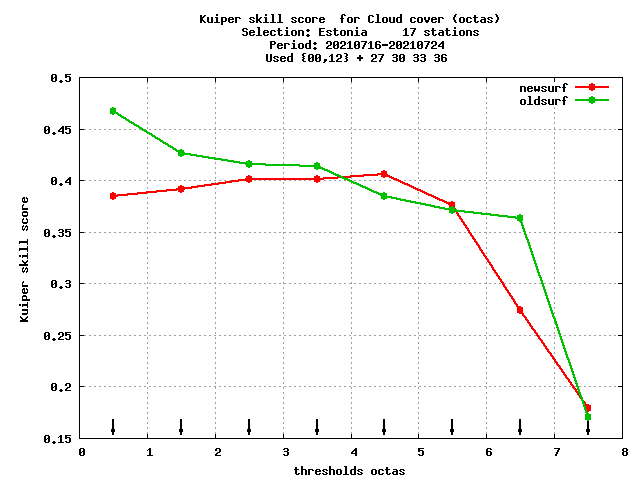 Kuiper skill score  for Cloud cover (octas)
Selection: Estonia     17 stations
Period: 20210716-20210724
Used {00,12} + 27 30 33 36
newsurf
oldsurf
Kuiper skill score
0.5
0.45
0.4
0.35
0.3
0.25
0.2
0.15
0 1 2 3 4 5 6 7 8
thresholds octas